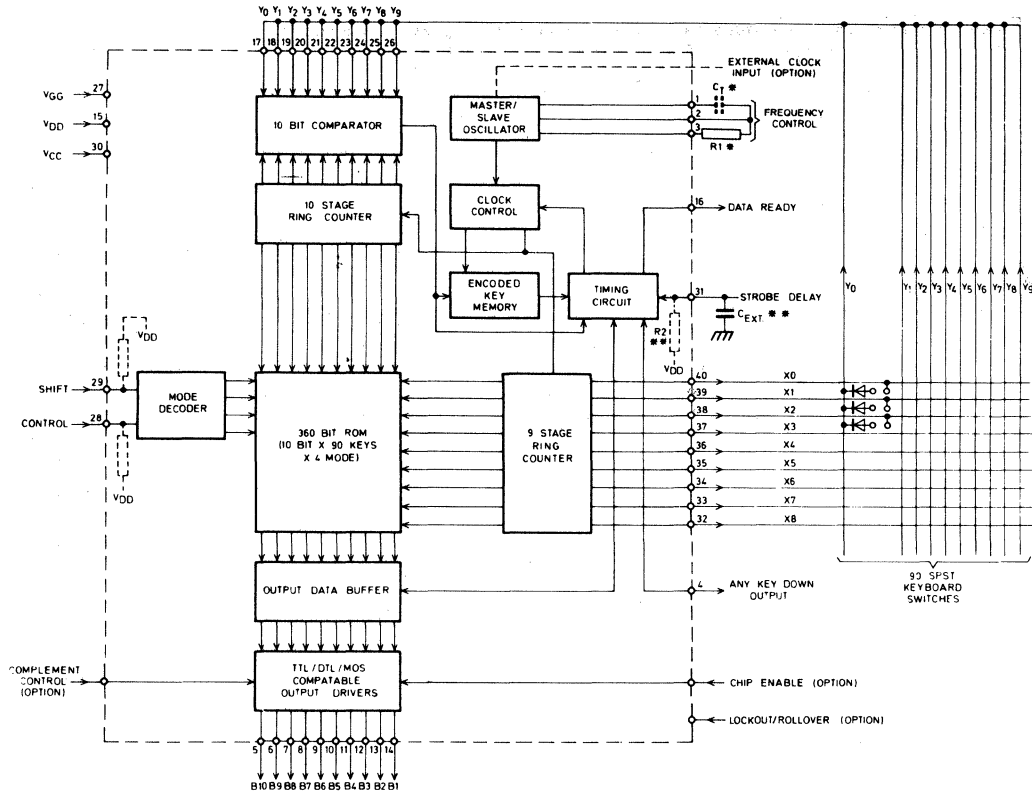 Y0 Y1 Y2 Y3 Y4 Y5 Y6 Y7 Y8 Y9
17 18 19 20 21 22 23 24 25 26
EXTERNAL CLOCK
INPUT (OPTION)
VGG 27
VDD 15
VCC 30
10 BIT COMPARATOR
MASTER/
SLAVE
OSCILLATOR
1 CT *
2
3
R1 *
FREQUENCY
CONTROL
10 STAGE
RING COUNTER
CLOCK
CONTROL
16 DATA READY
ENCODED
KEY
MEMORY
TIMING
CIRCUIT
31 STROBE DELAY
CEXT. * *
R2
**
VDD
Y0 Y1 Y2 Y3 Y4 Y5 Y6 Y7 Y8 Y9
VDD
SHIFT 29
CONTROL 28
VDD
MODE
DECODER
360 BIT ROM
(10 BIT X 90 KEYS
X 4 MODE)
9 STAGE
RING
COUNTER
40 X0
39 X1
38 X2
37 X3
36 X4
35 X5
34 X6
33 X7
32 X8
90 SPST
KEYBOARD
SWITCHES
OUTPUT DATA BUFFER
4 ANY KEY DOWN
OUTPUT
COMPLEMENT
CONTROL
(OPTION)
TTL/DTL/MOS
COMPATABLE
OUTPUT DRIVERS
CHIP ENABLE (OPTION)
LOCKOUT/ROLLOVER (OPTION)
5 6 7 8 9 10 11 12 13 14
B10 B9 B8 B7 B6 B5 B4 B3 B2 B1